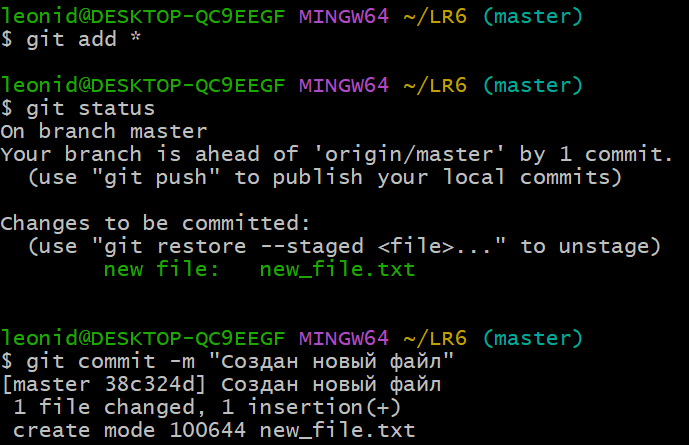 leonid@DESKTOP-QC9EEGF MINGW64 ~/LR6 (master)
$ git add *
leonid@DESKTOP-QC9EEGF MINGW64 ~/LR6 (master)
$ git status
On branch master
Your branch is ahead of 'origin/master' by 1 commit.
  (use "git push" to publish your local commits)
Changes to be committed:
  (use "git restore --staged <file>..." to unstage)
        new file:   new_file.txt
leonid@DESKTOP-QC9EEGF MINGW64 ~/LR6 (master)
$ git commit -m "Создан новый файл"
[master 38c324d] Создан новый файл
 1 file changed, 1 insertion(+)
 create mode 100644 new_file.txt